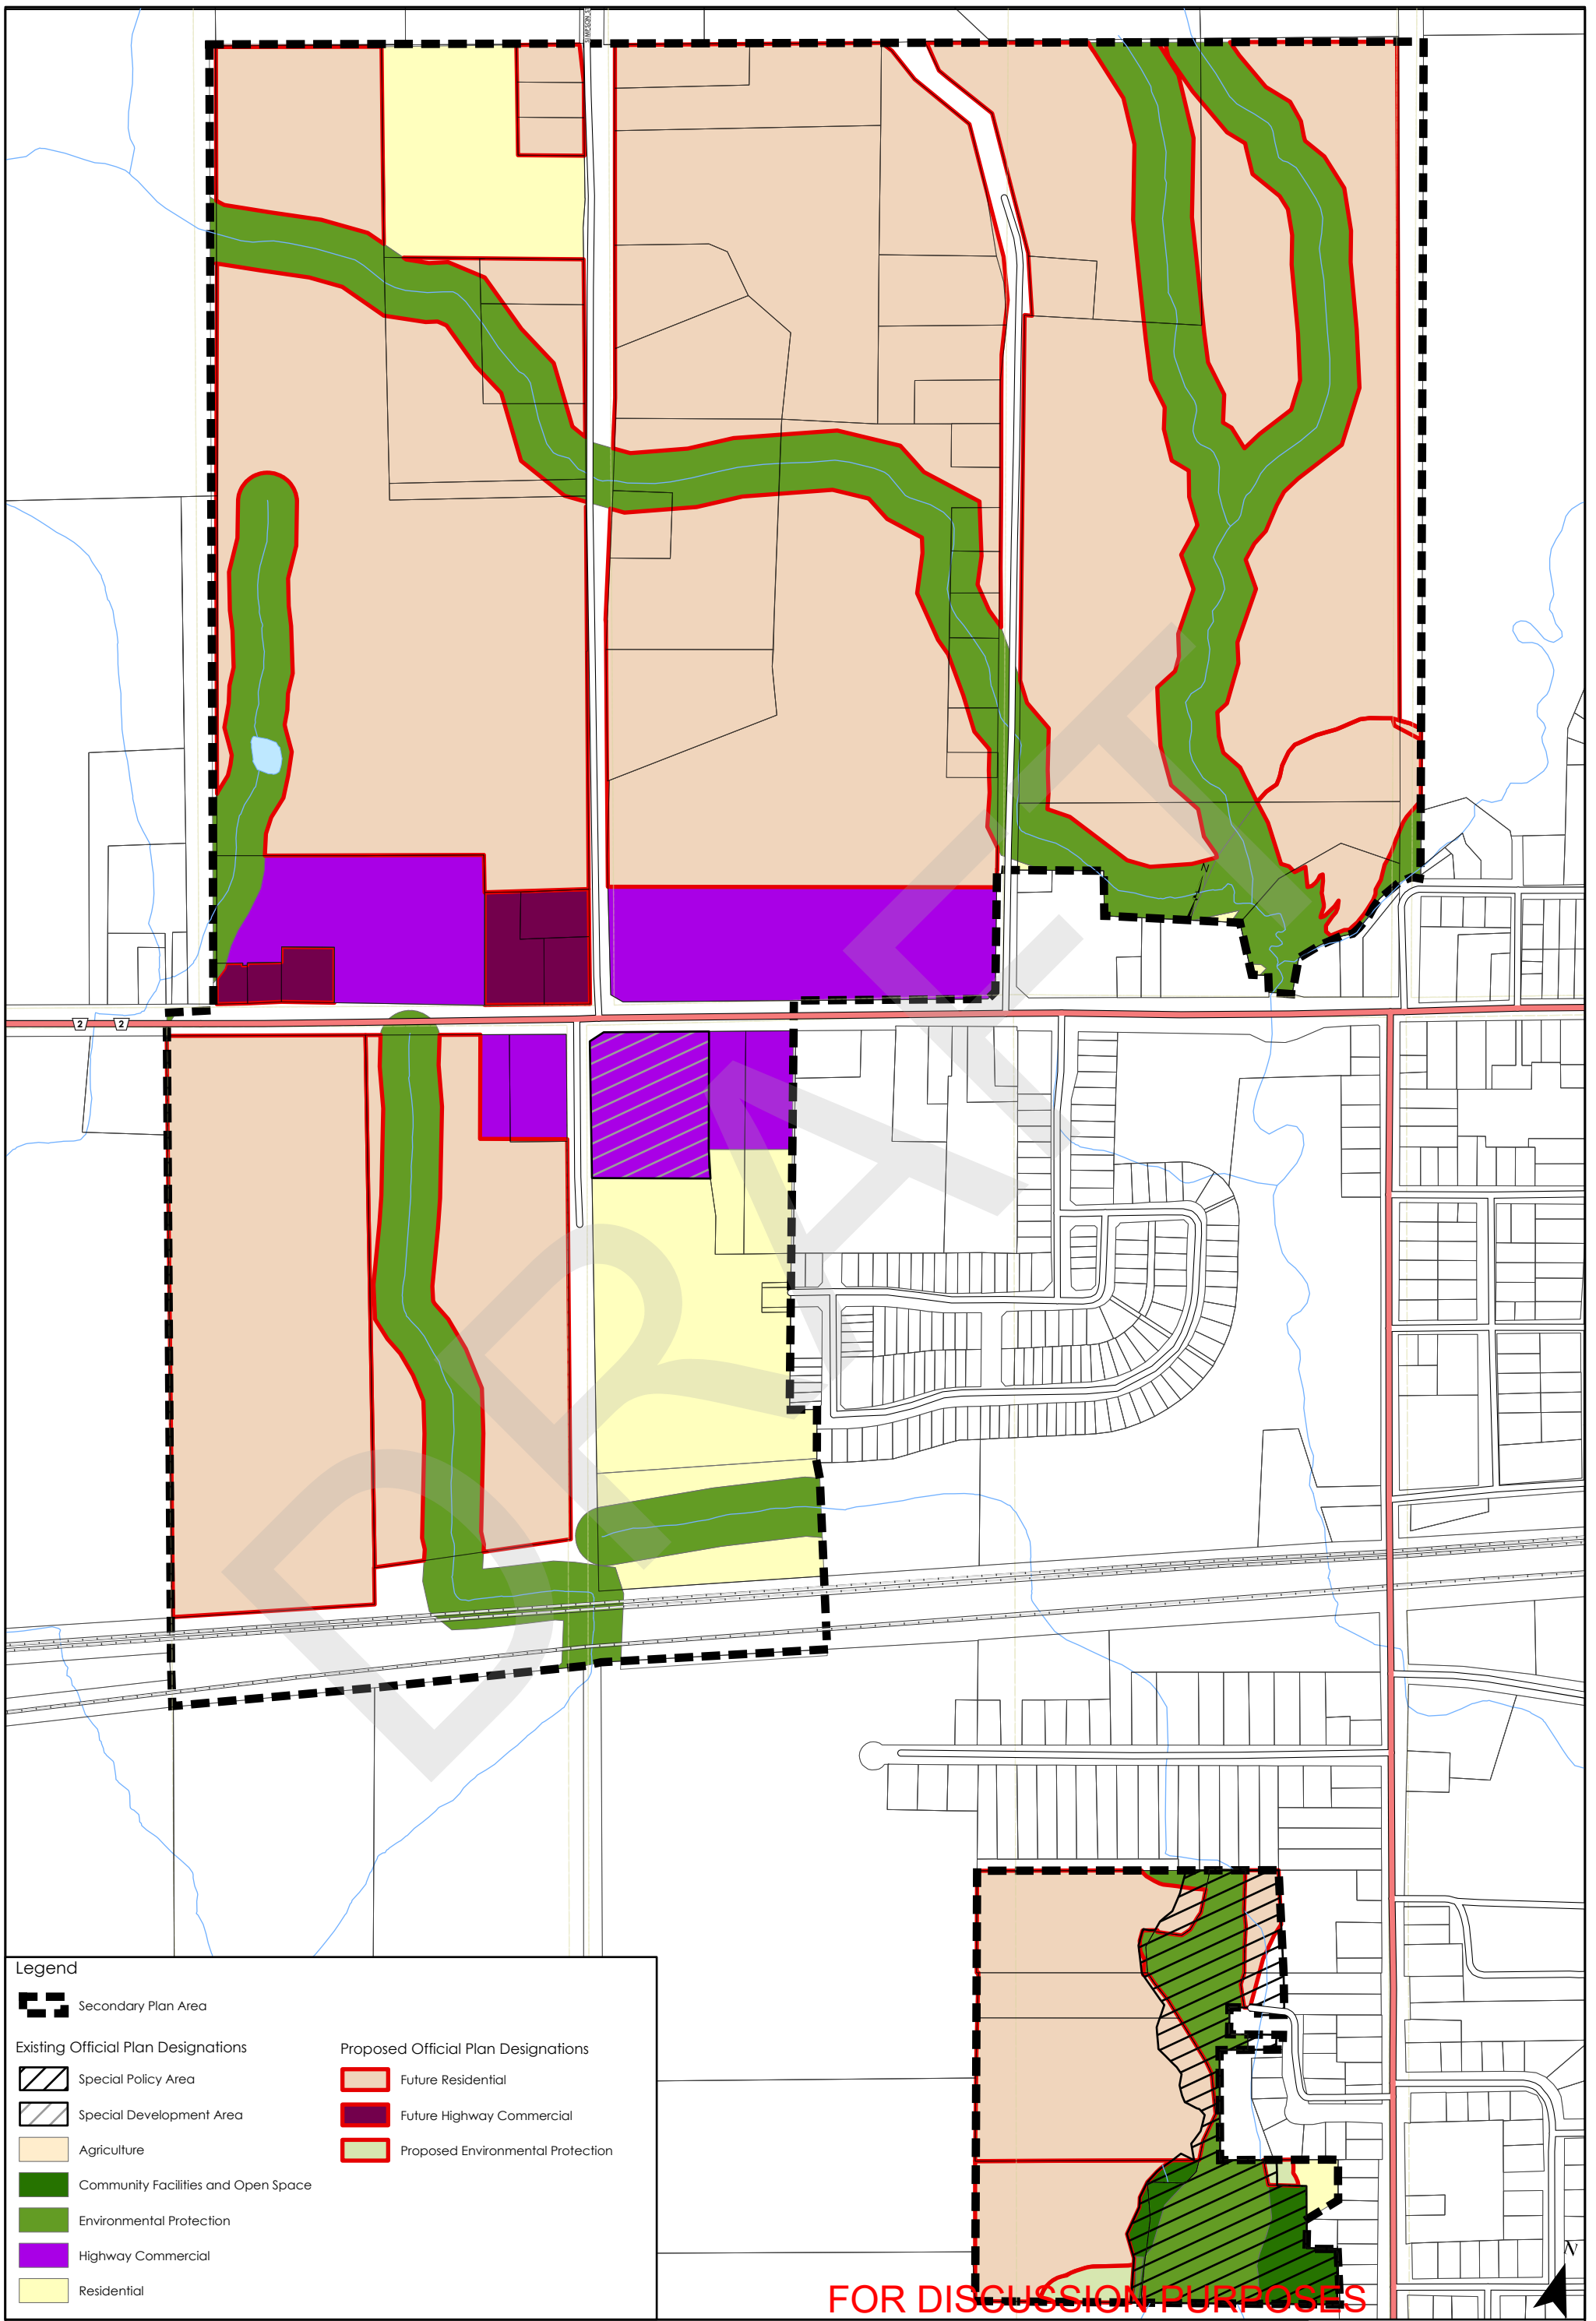 SIMPSON
2
2
N
DRAFT
Legend
Secondary Plan Area
Existing Official Plan Designations
Special Policy Area
Special Development Area
Agriculture
Community Facilities and Open Space
Environmental Protection
Highway Commercial
Residential
Proposed Official Plan Designations
Future Residential
Future Highway Commercial
Proposed Environmental Protection
N
FOR DISCUSSION PURPOSES